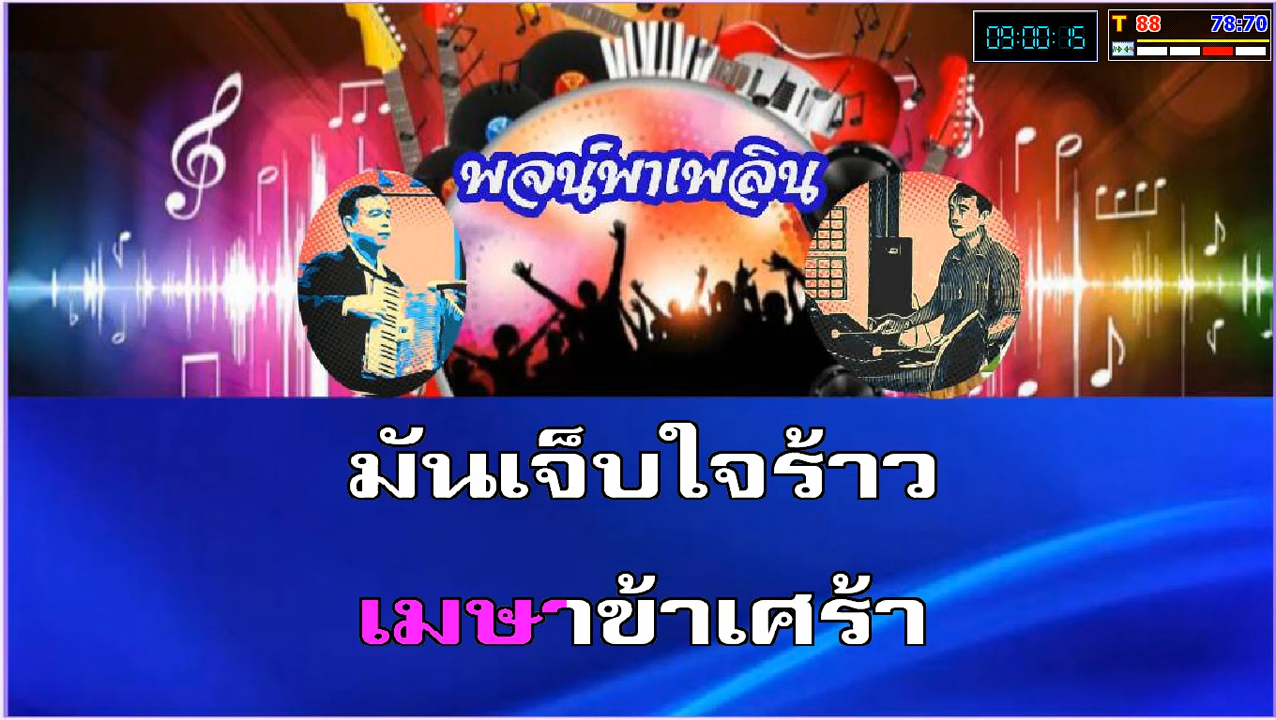 09:00:15
T 88 78:70
พจน์พาเพลิน
มันเจ็บใจร้าว
เมษาข้าเศร้า